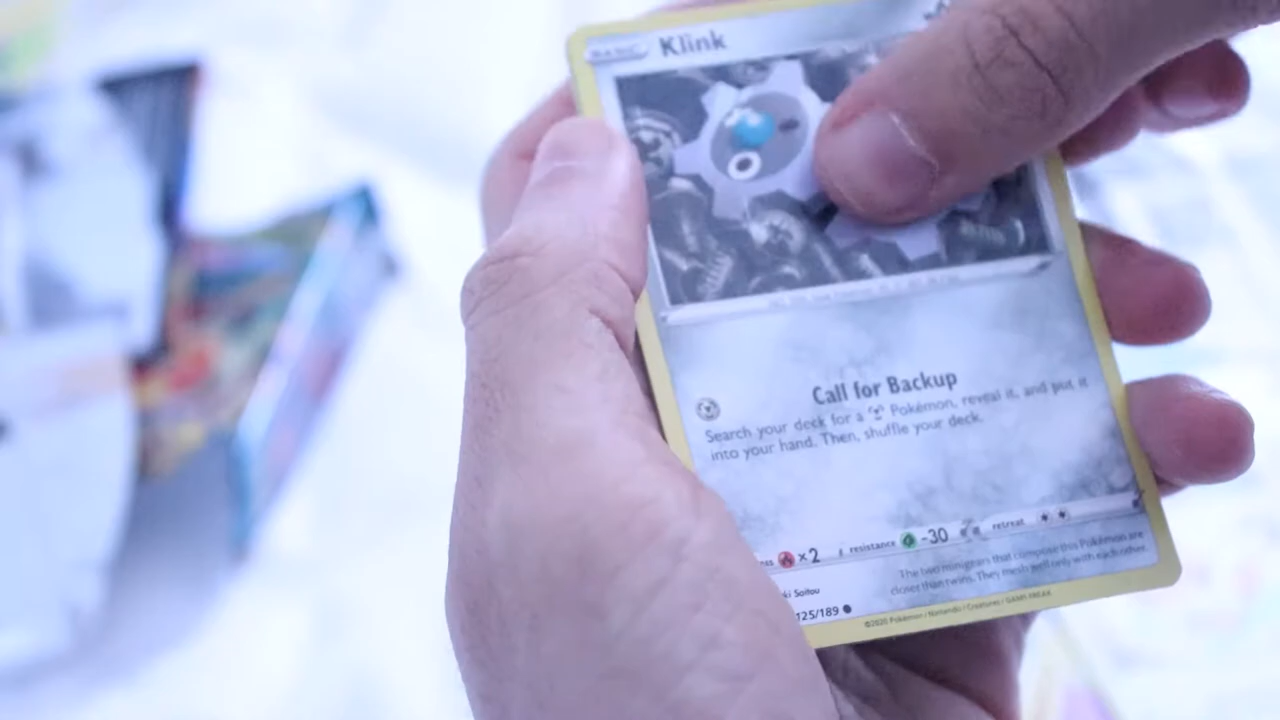 Klink
Call for Backup
Search your deck for a Pokémon, reveal it, and put it
into your hand. Then, shuffle your deck.
×2 resistance -30 retreat
The two minigears that compose this Pokémon are
closer than twins. They mesh well only with each other.
Saitou
125/189
©2020 Pokémon / Nintendo / Creatures / GAME FREAK